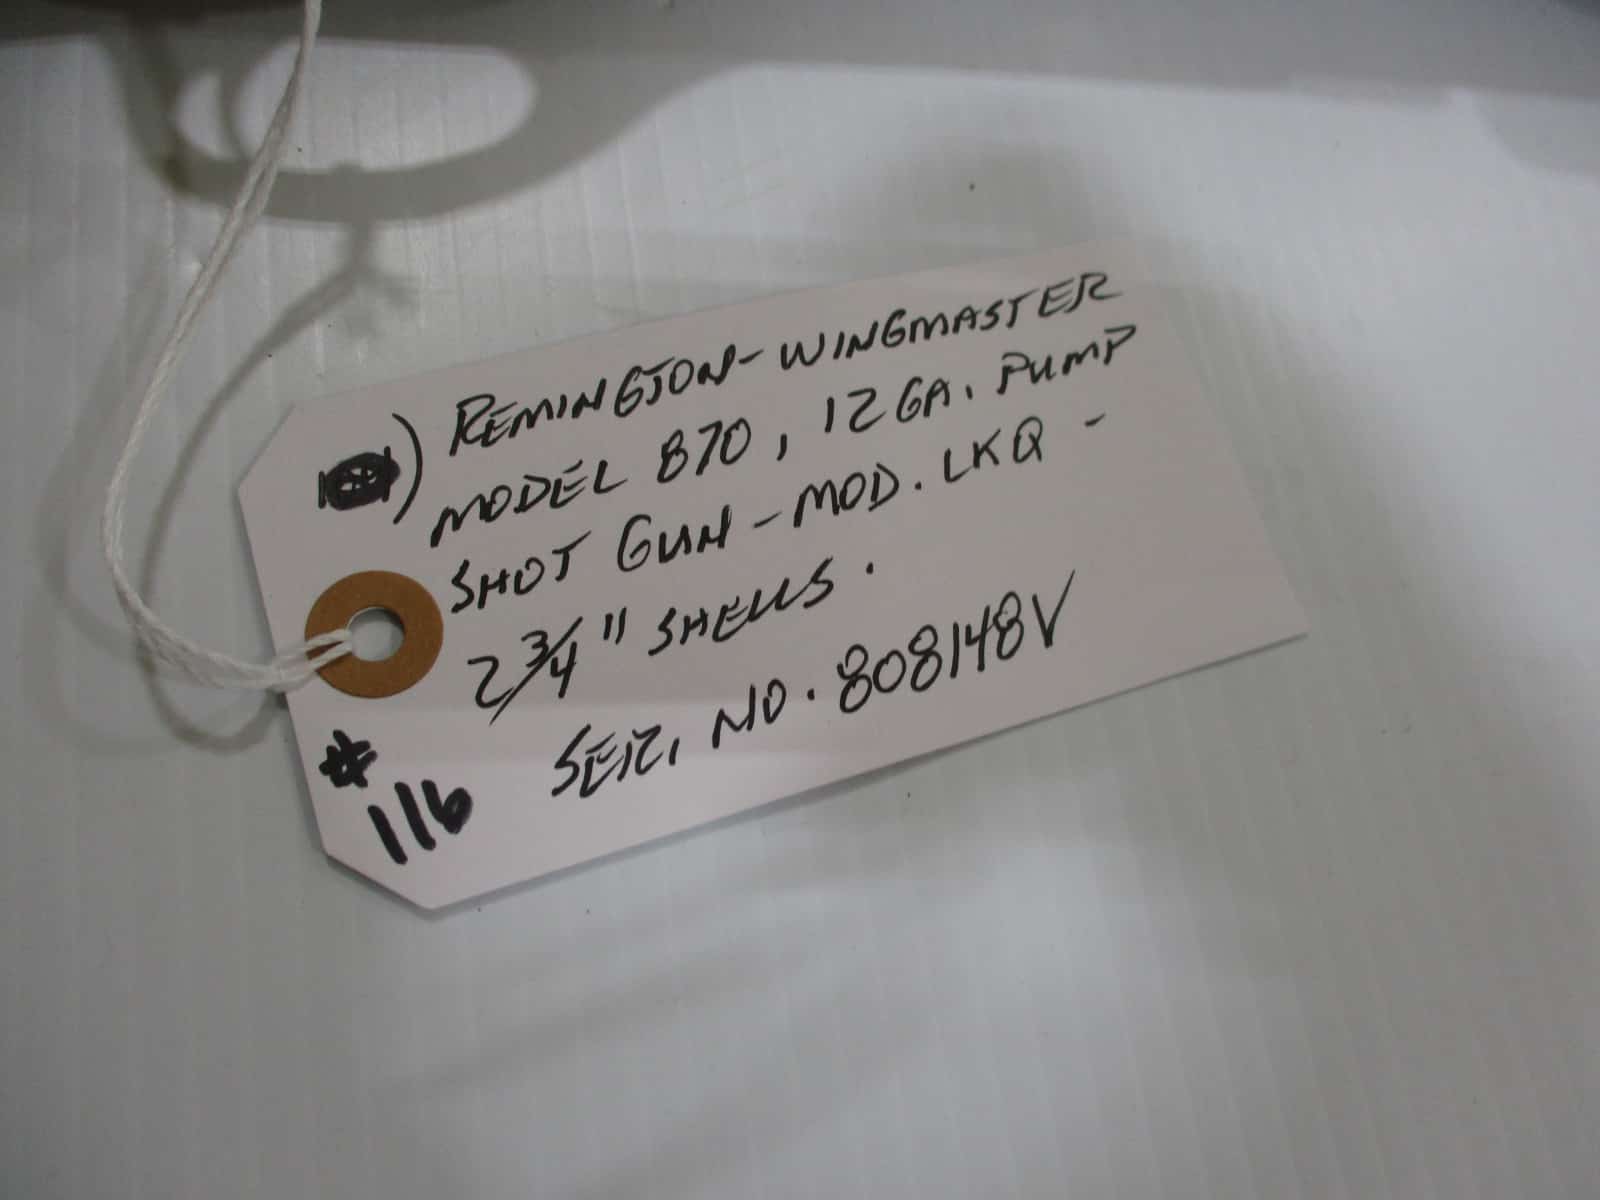 ) REMINGTON-WINGMASTER
MODEL 870, 12 GA. PUMP
SHOT GUN - MOD. LKQ -
2 3/4" SHELLS.
SER. NO. 808148V
# 116